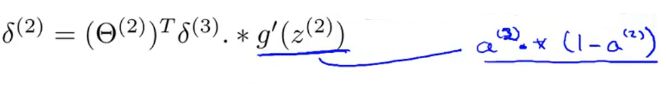 δ^{(2)} = (Θ^{(2)})^T δ^{(3)}. * g′(z^{(2)})    a^{(2)} .* (1 - a^{(2)})